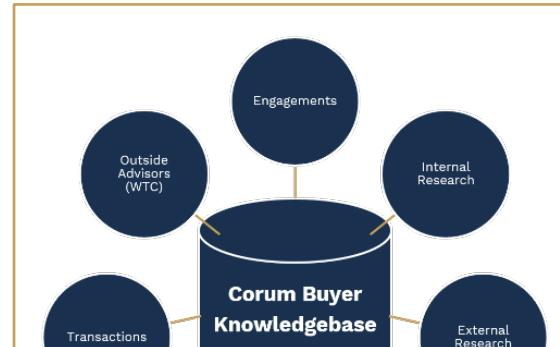 Engagements
Outside
Advisors
(WTC)
Internal
Research
Corum Buyer
Knowledgebase
Transactions
External
Research